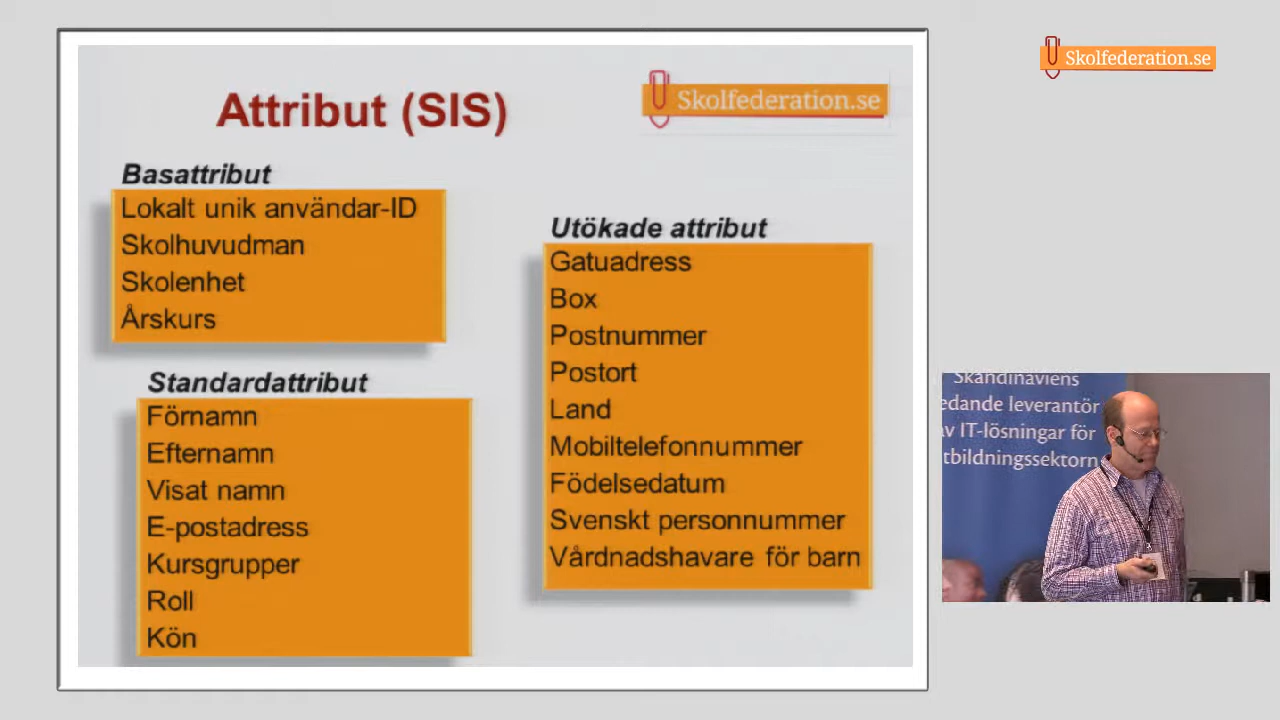 Attribut (SIS)
Skolfederation.se
Basattribut
Lokalt unik användar-ID
Skolhuvudman
Skolenhet
Årskurs
Standardattribut
Förnamn
Efternamn
Visat namn
E-postadress
Kursgrupper
Roll
Kön
Utökade attribut
Gatuadress
Box
Postnummer
Postort
Land
Mobiltelefonnummer
Födelsedatum
Svenskt personnummer
Vårdnadshavare för barn
Skolfederation.se
Skandinaviens
edande leverantör
av IT-lösningar för
tbildningssektorn